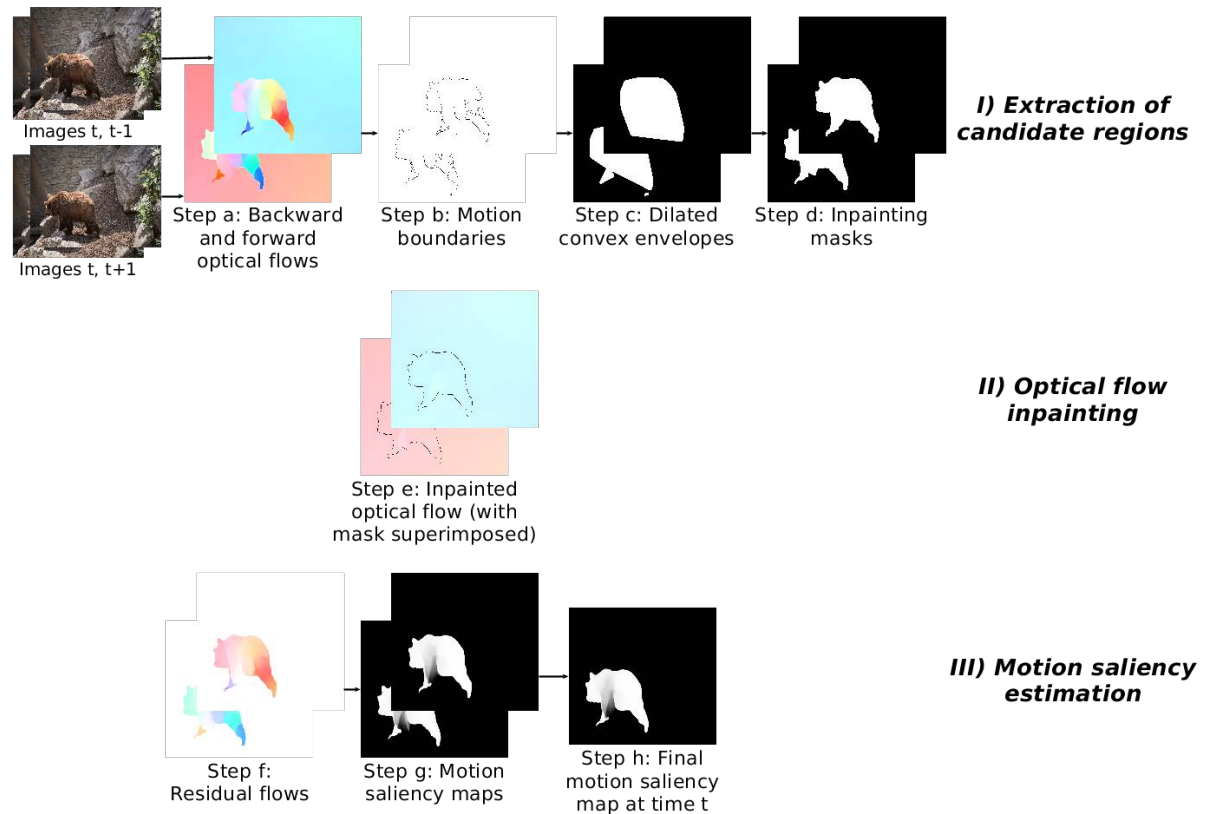 Images t, t-1
Images t, t+1
Step a: Backward
and forward
optical flows
Step b: Motion
boundaries
Step c: Dilated
convex envelopes
Step d: Inpainting
masks
I) Extraction of
candidate regions
Step e: Inpainted
optical flow (with
mask superimposed)
II) Optical flow
inpainting
Step f:
Residual flows
Step g: Motion
saliency maps
Step h: Final
motion saliency
map at time t
III) Motion saliency
estimation